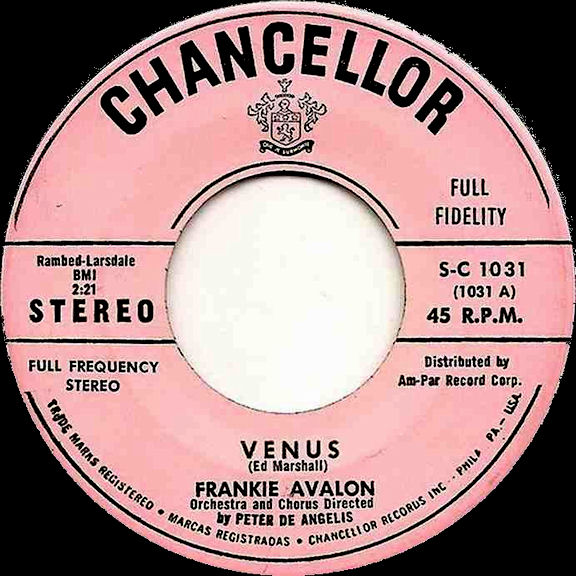 CHANCELLOR
FULL
FIDELITY
Rambed-Larsdale
BMI
2:21
STEREO
S-C 1031
(1031 A)
45 R.P.M.
FULL FREQUENCY
STEREO
Distributed by
Am-Par Record Corp.
VENUS
(Ed Marshall)
FRANKIE AVALON
Orchestra and Chorus Directed
by PETER DE ANGELIS
TRADE MARKS REGISTERED • MARCAS REGISTRADAS • CHANCELLOR RECORDS INC. - PHILA PA. - USA